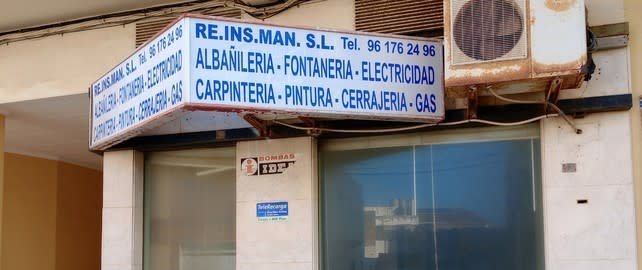 RE.INS.MAN. S.L. Tel. 96 176 24 96
ALBAÑILERIA - FONTANERIA - ELECTRICIDAD
CARPINTERIA - PINTURA - CERRAJERIA - GAS
RE.INS.MAN. S.L. Tel. 96 176 24 96
ALBAÑILERIA - FONTANERIA - ELECTRICIDAD
CARPINTERIA - PINTURA - CERRAJERIA - GAS
BOMBAS
TeleRecarga